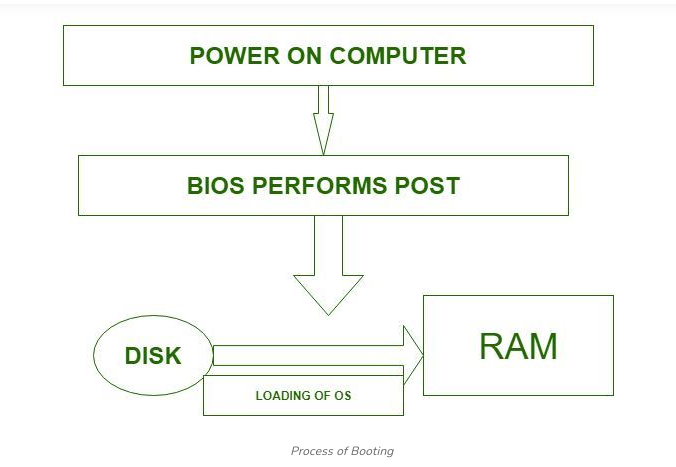 POWER ON COMPUTER
BIOS PERFORMS POST
DISK
RAM
LOADING OF OS
Process of Booting